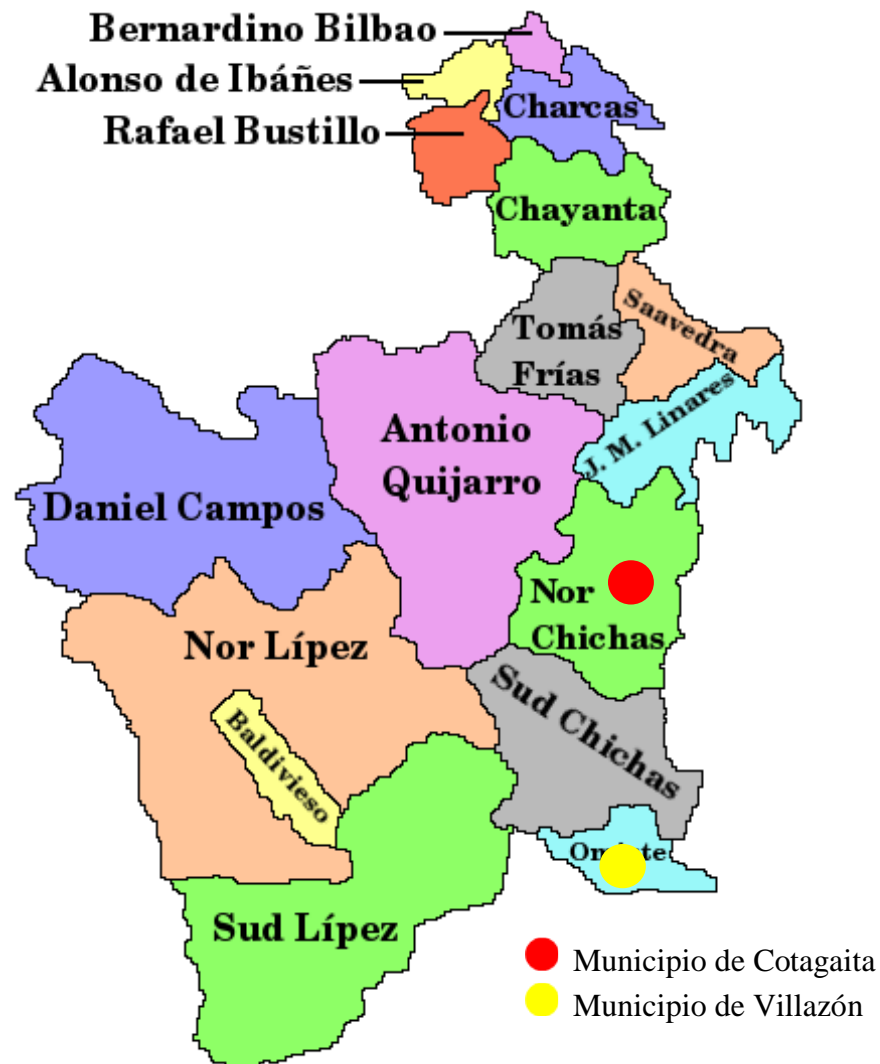 Bernardino Bilbao
Alonso de Ibáñes
Charcas
Rafael Bustillo
Chayanta
Saavedra
Tomás
Frías
J. M. Linares
Antonio
Quijarro
Daniel Campos
Nor
Chichas
Nor Lípez
Sud Chichas
Baldivieso
Sud Lípez
Municipio de Cotagaita
Municipio de Villazón